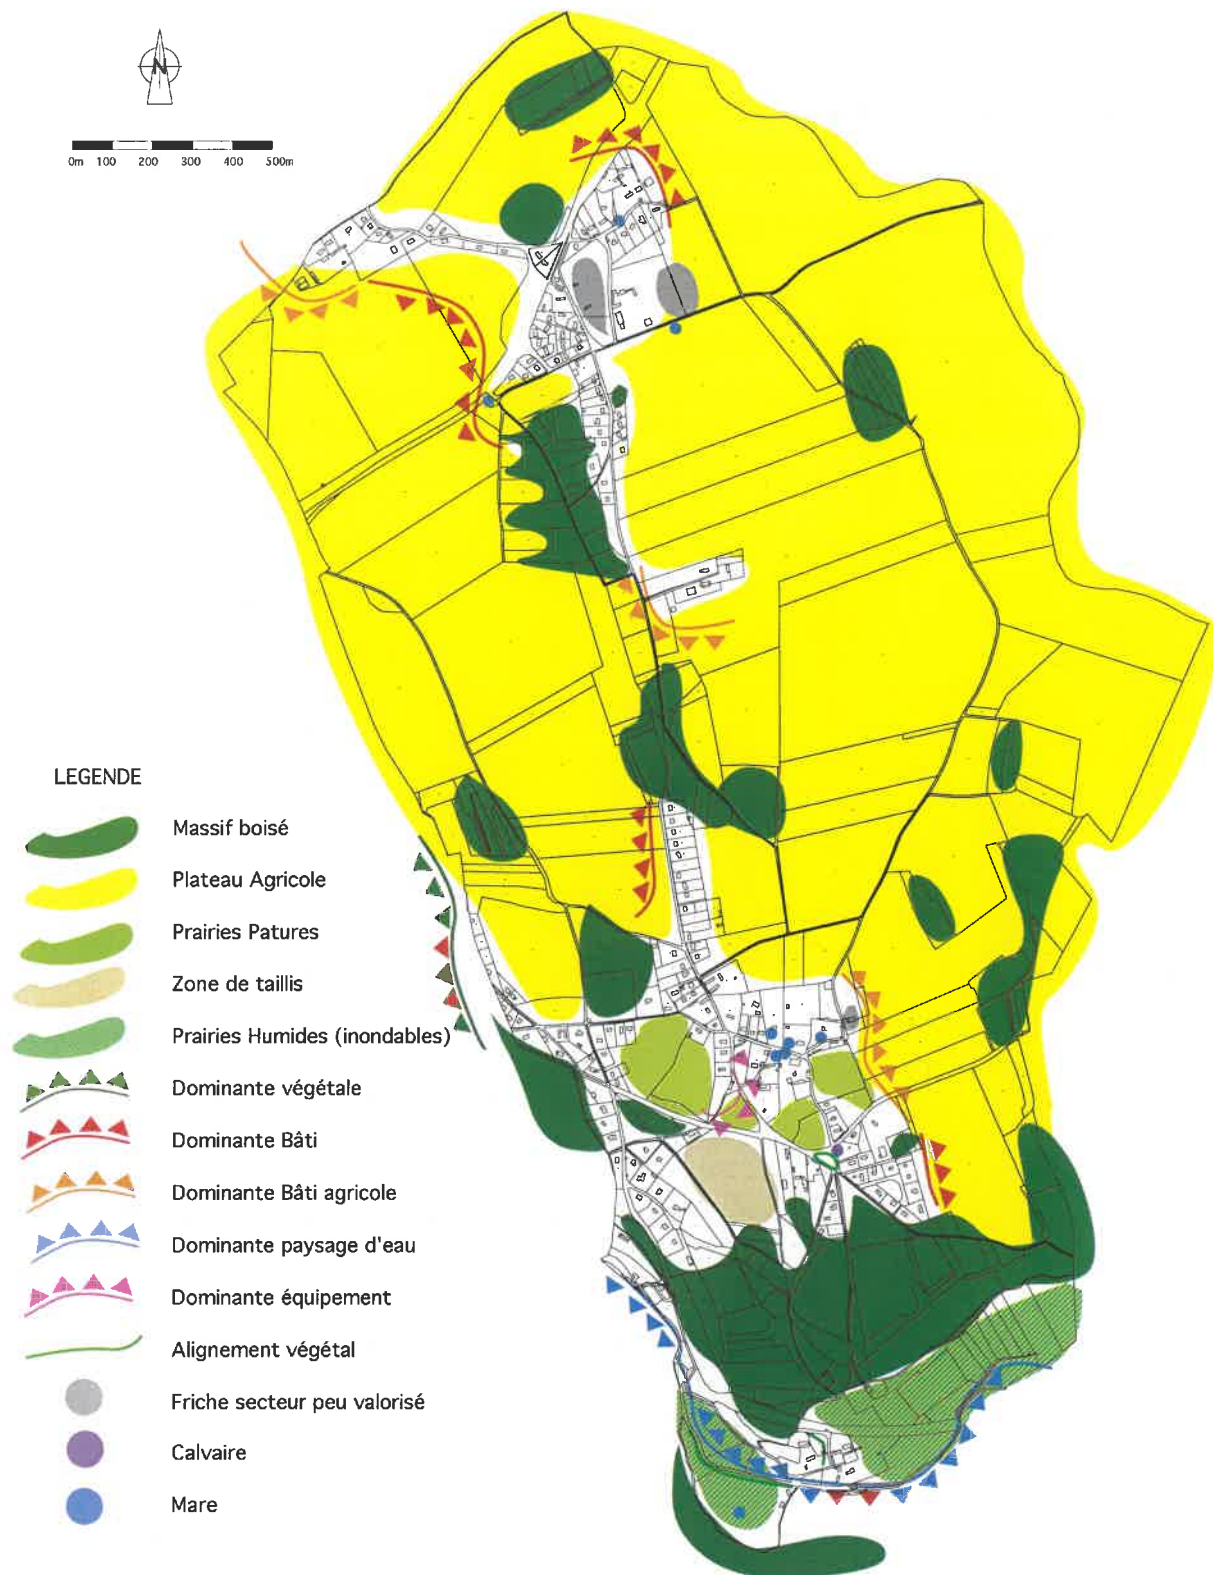 N
0m 100 200 300 400 500m
LEGENDE
Massif boisé
Plateau Agricole
Prairies Patures
Zone de taillis
Prairies Humides (inondables)
Dominante végétale
Dominante Bâti
Dominante Bâti agricole
Dominante paysage d'eau
Dominante équipement
Alignement végétal
Friche secteur peu valorisé
Calvaire
Mare